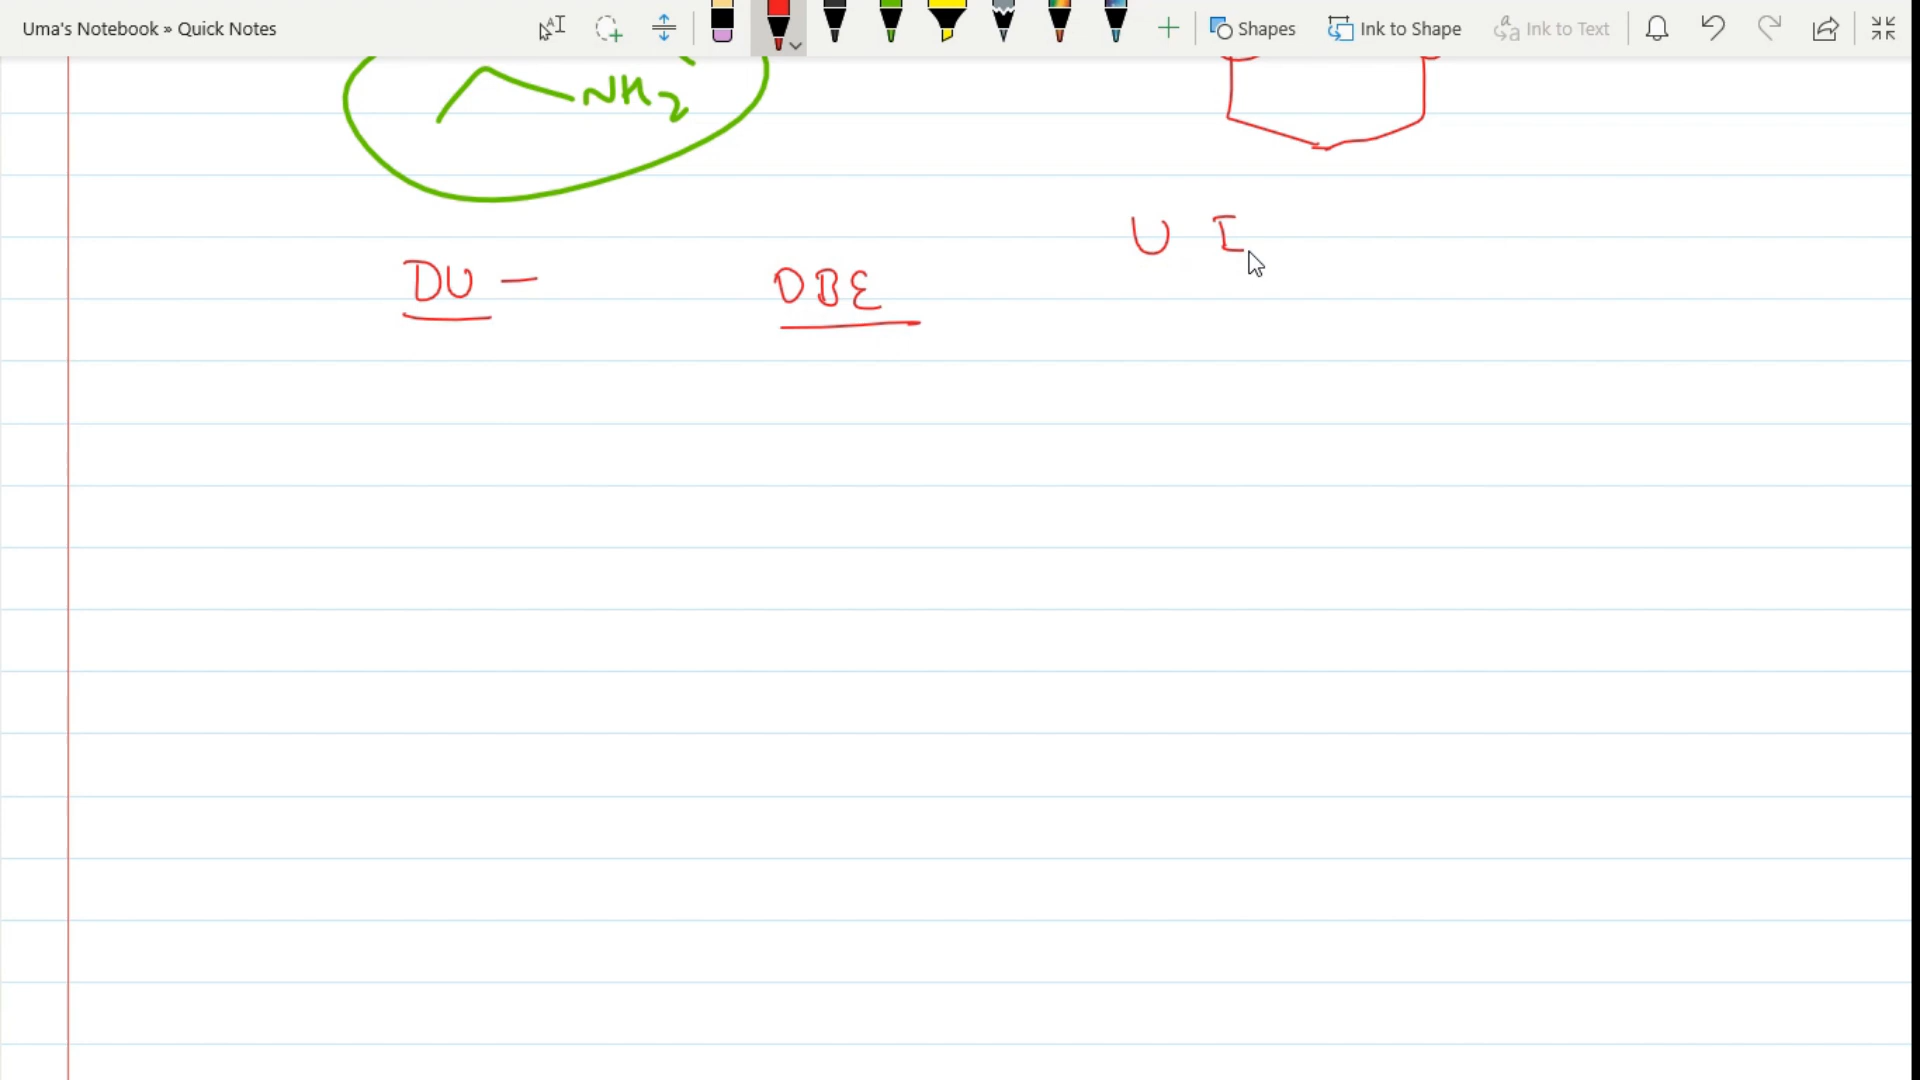 Uma's Notebook » Quick Notes
Shapes
Ink to Shape
Ink to Text
NH2
U I
DU —
DBE